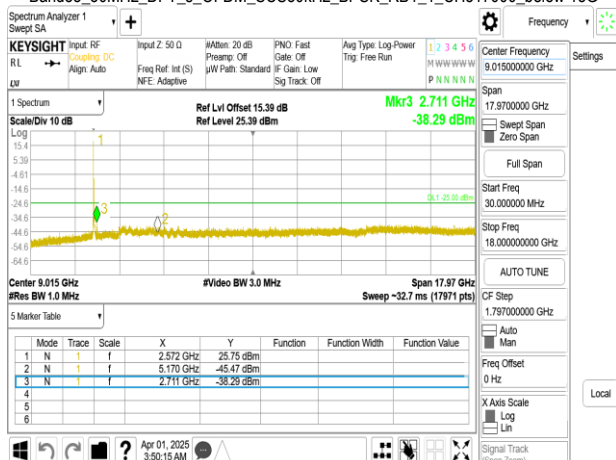 Spectrum Analyzer 1
Swept SA
+
Frequency
KEYSIGHT
Input: RF
Coupling: DC
Align: Auto
Input Z: 50 Ω
Freq Ref: Int (S)
NFE: Adaptive
#Atten: 20 dB
Preamp: Off
µW Path: Standard
PNO: Fast
Gate: Off
IF Gain: Low
Sig Track: Off
Avg Type: Log-Power
Trig: Free Run
1 2 3 4 5 6
M W W W W W
P N N N N N
RL
LXI
1 Spectrum
Scale/Div 10 dB
Ref Lvl Offset 15.39 dB
Ref Level 25.39 dBm
Mkr3 2.711 GHz
-38.29 dBm
Log
15.4
5.39
-4.61
-14.6
-24.6
-34.6
-44.6
-54.6
-64.6
1
2
3
DL1 -25.00 dBm
Center 9.015 GHz
#Res BW 1.0 MHz
#Video BW 3.0 MHz
Span 17.97 GHz
Sweep ~32.7 ms (17971 pts)
5 Marker Table
Mode Trace Scale X Y Function Function Width Function Value
1 N 1 f 2.572 GHz 25.75 dBm
2 N 1 f 5.170 GHz -45.47 dBm
3 N 1 f 2.711 GHz -38.29 dBm
4
5
6
?
Apr 01, 2025
3:50:15 AM
Center Frequency
9.015000000 GHz
Settings
Span
17.9700000 GHz
Swept Span
Zero Span
Full Span
Start Freq
30.000000 MHz
Stop Freq
18.000000000 GHz
AUTO TUNE
CF Step
1.797000000 GHz
Auto
Man
Freq Offset
0 Hz
X Axis Scale
Log
Lin
Local
Signal Track